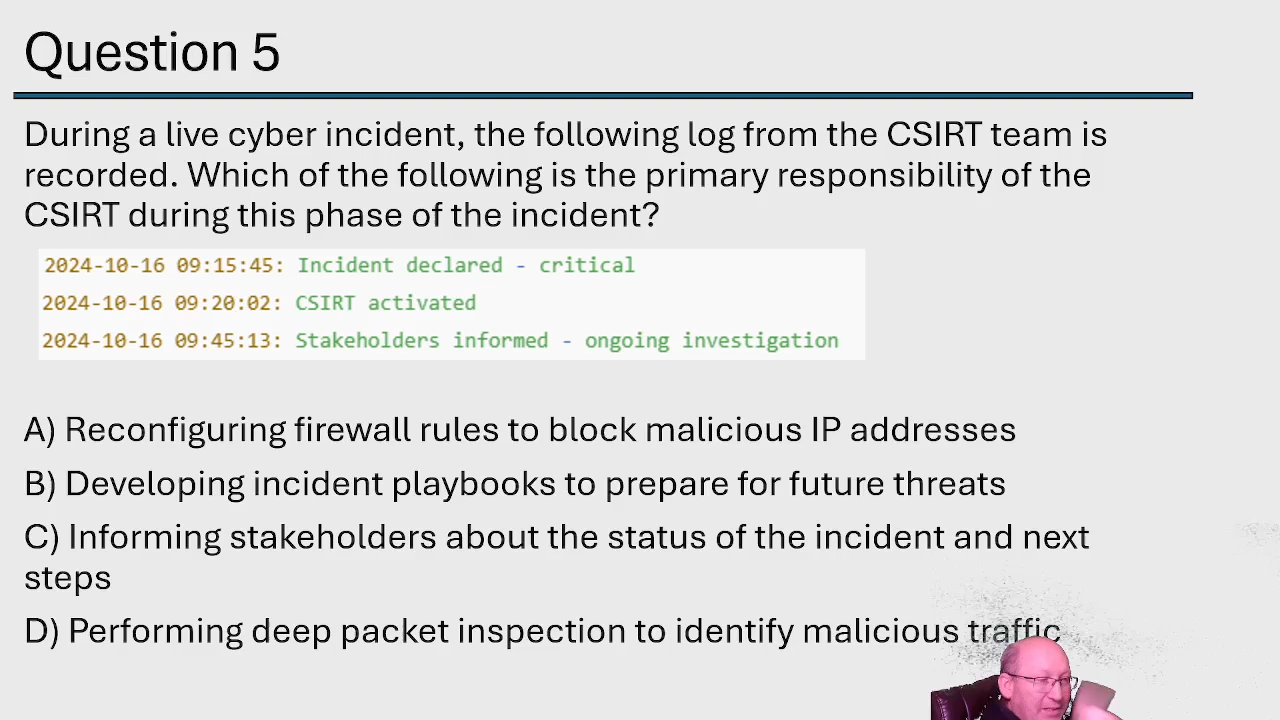 Question 5
During a live cyber incident, the following log from the CSIRT team is
recorded. Which of the following is the primary responsibility of the
CSIRT during this phase of the incident?
2024-10-16 09:15:45: Incident declared - critical
2024-10-16 09:20:02: CSIRT activated
2024-10-16 09:45:13: Stakeholders informed - ongoing investigation
A) Reconfiguring firewall rules to block malicious IP addresses
B) Developing incident playbooks to prepare for future threats
C) Informing stakeholders about the status of the incident and next
steps
D) Performing deep packet inspection to identify malicious traffic